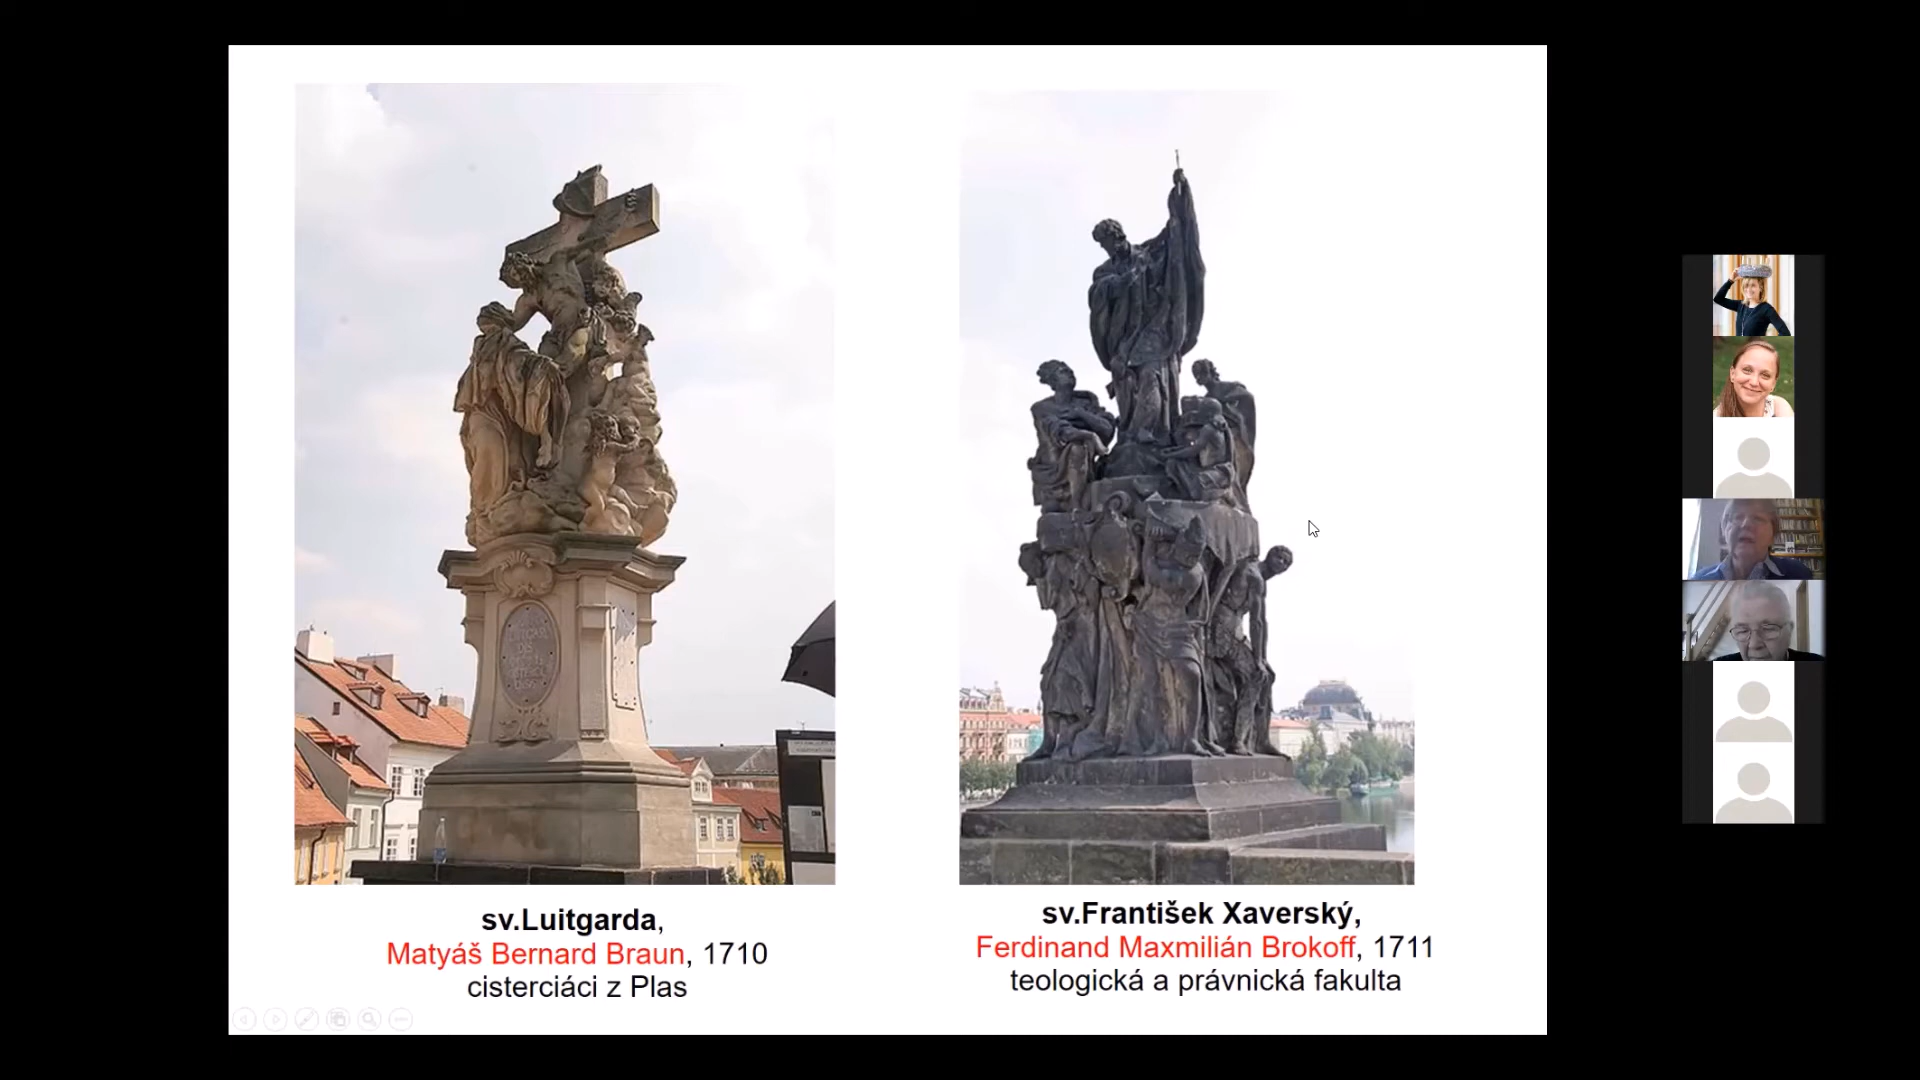 sv.Luitgarda,
Matyáš Bernard Braun, 1710
cisterciáci z Plas
sv.František Xaverský,
Ferdinand Maxmilián Brokoff, 1711
teologická a právnická fakulta